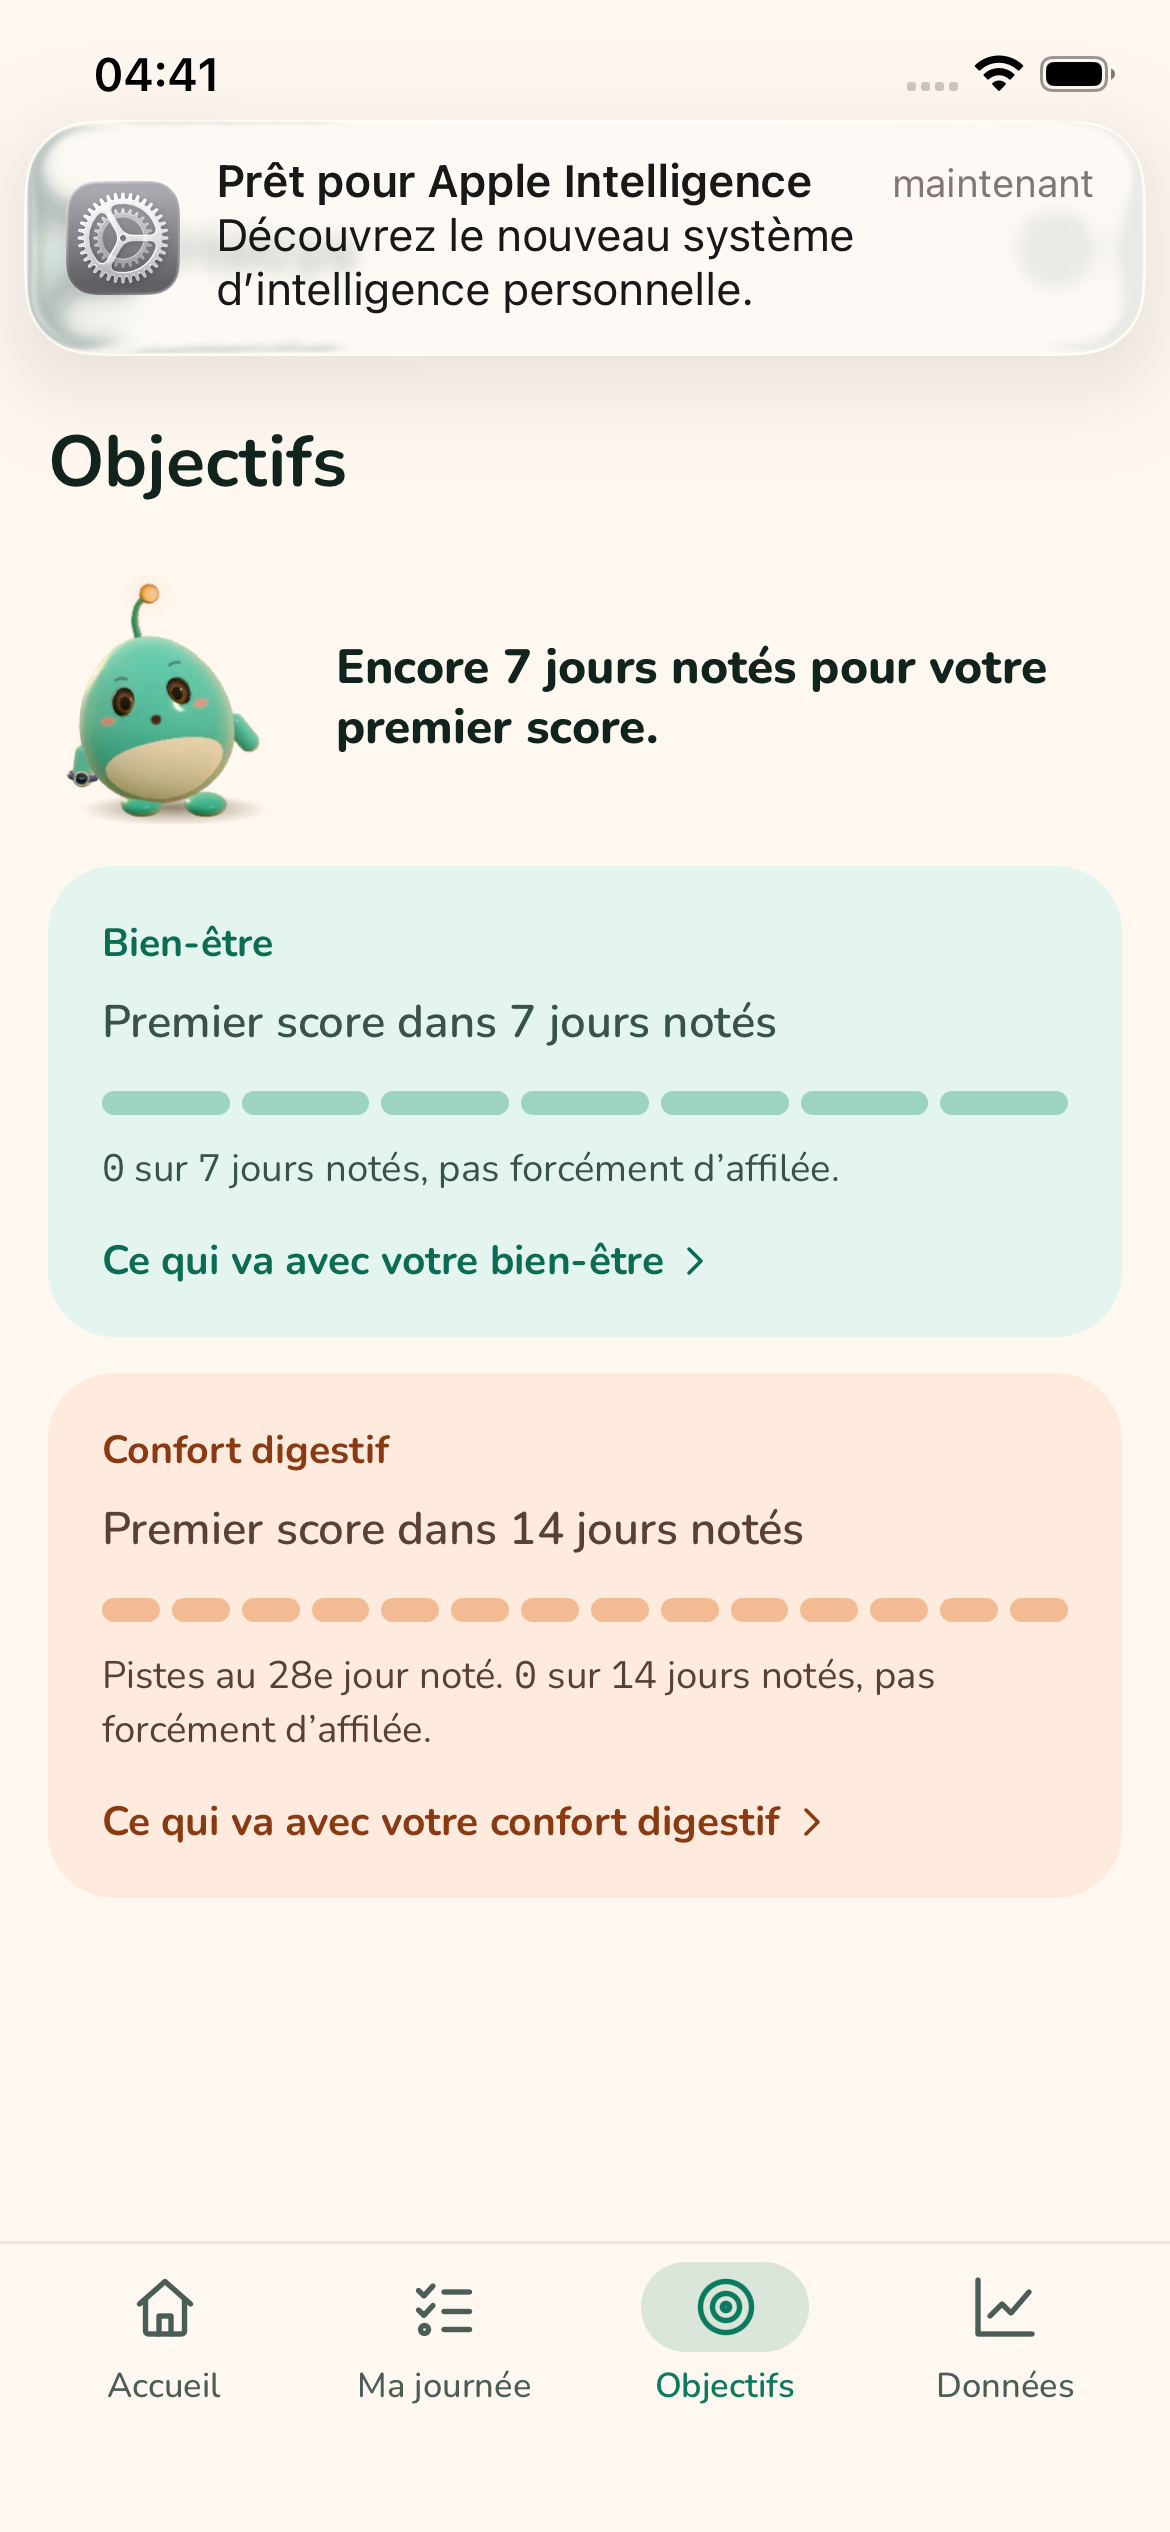 04:41
Prêt pour Apple Intelligence
maintenant
Découvrez le nouveau système
d’intelligence personnelle.
Objectifs
Encore 7 jours notés pour votre
premier score.
Bien-être
Premier score dans 7 jours notés
0 sur 7 jours notés, pas forcément d’affilée.
Ce qui va avec votre bien-être
Confort digestif
Premier score dans 14 jours notés
Pistes au 28e jour noté. 0 sur 14 jours notés, pas
forcément d’affilée.
Ce qui va avec votre confort digestif
Accueil
Ma journée
Objectifs
Données